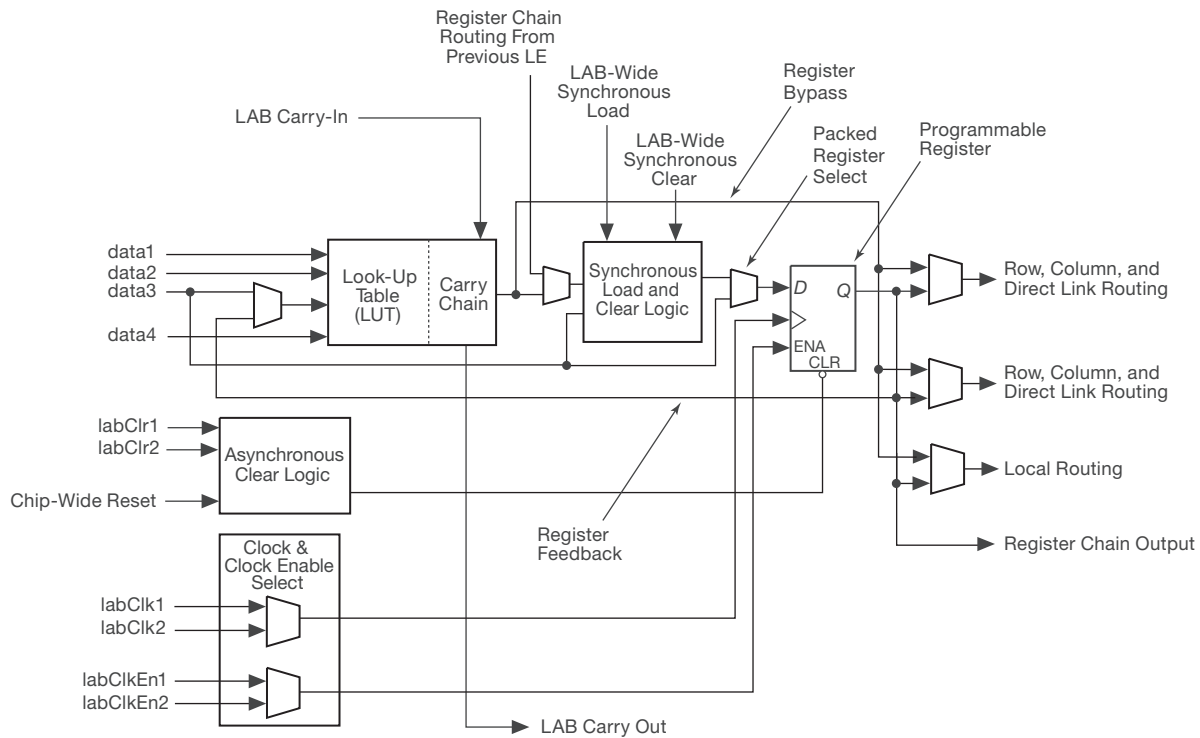 Register Chain
Routing From
Previous LE
LAB-Wide
Synchronous
Load
Register
Bypass
LAB Carry-In
LAB-Wide
Synchronous
Clear
Packed
Register
Select
Programmable
Register
data1
data2
data3
data4
Look-Up
Table
(LUT)
Carry
Chain
Synchronous
Load and
Clear Logic
D
Q
ENA
CLR
Row, Column, and
Direct Link Routing
Row, Column, and
Direct Link Routing
Local Routing
Register Chain Output
labClr1
labClr2
Chip-Wide Reset
Asynchronous
Clear Logic
Register
Feedback
Clock &
Clock Enable
Select
labClk1
labClk2
labClkEn1
labClkEn2
LAB Carry Out